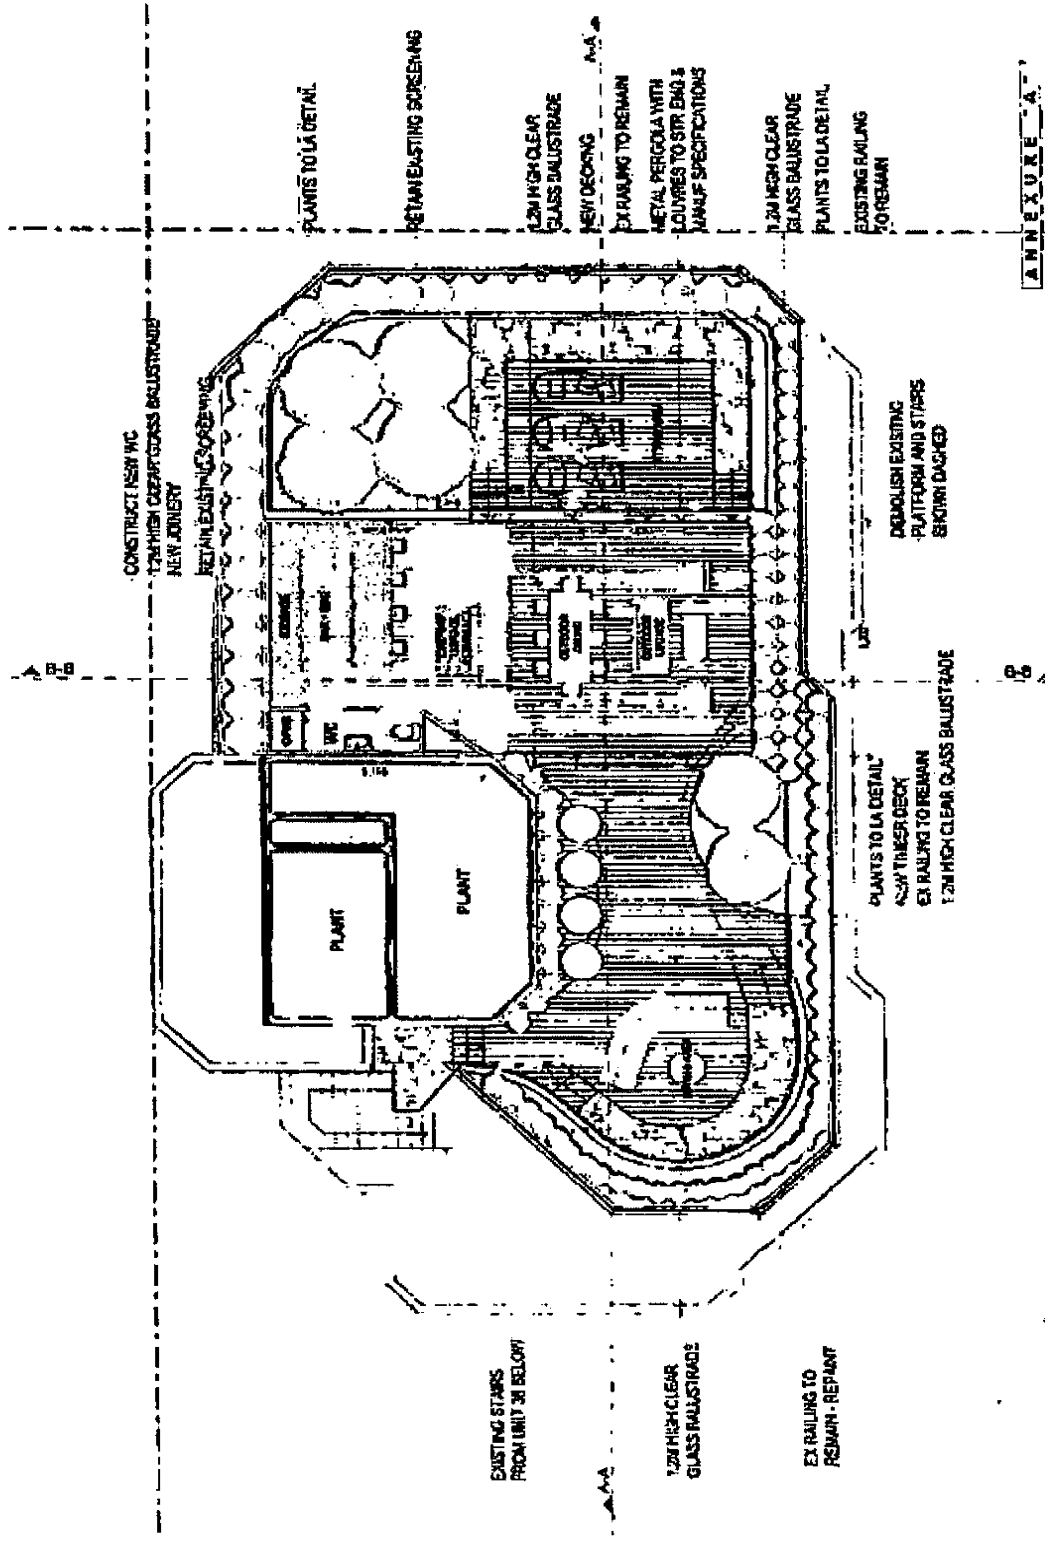 CONSTRUCT NEW WC
1.2M HIGH CLEAR GLASS BALUSTRADE
NEW JOINERY
RETAIN EXISTING SCREENING
PLANTS TO LA DETAIL
RETAIN EXISTING SCREENING
1.2M HIGH CLEAR
GLASS BALUSTRADE
NEW DECKING
A-A
EX RAILING TO REMAIN
METAL PERGOLA WITH
LOUVRES TO STR ENG &
MANUF SPECIFICATIONS
1.2M HIGH CLEAR
GLASS BALUSTRADE
PLANTS TO LA DETAIL
EXISTING RAILING
TO REMAIN
ANNEXURE "A"
B-B
STORAGE
WC
OUTDOOR
DINING
OUTDOOR
LOUNGE
PLANT
PLANT
DEMOLISH EXISTING
PLATFORM AND STAIRS
SHOWN DASHED
B-B
PLANTS TO LA DETAIL
NEW TIMBER DECK
EX RAILING TO REMAIN
1.2M HIGH CLEAR GLASS BALUSTRADE
EXISTING STAIRS
FROM UNIT 38 BELOW
1.2M HIGH CLEAR
GLASS BALUSTRADE
A-A
EX RAILING TO
REMAIN - REPAINT